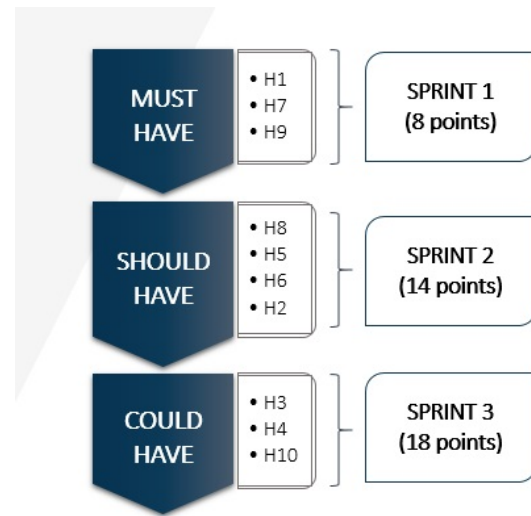 MUST
HAVE
• H1
• H7
• H9
SPRINT 1
(8 points)
SHOULD
HAVE
• H8
• H5
• H6
• H2
SPRINT 2
(14 points)
COULD
HAVE
• H3
• H4
• H10
SPRINT 3
(18 points)